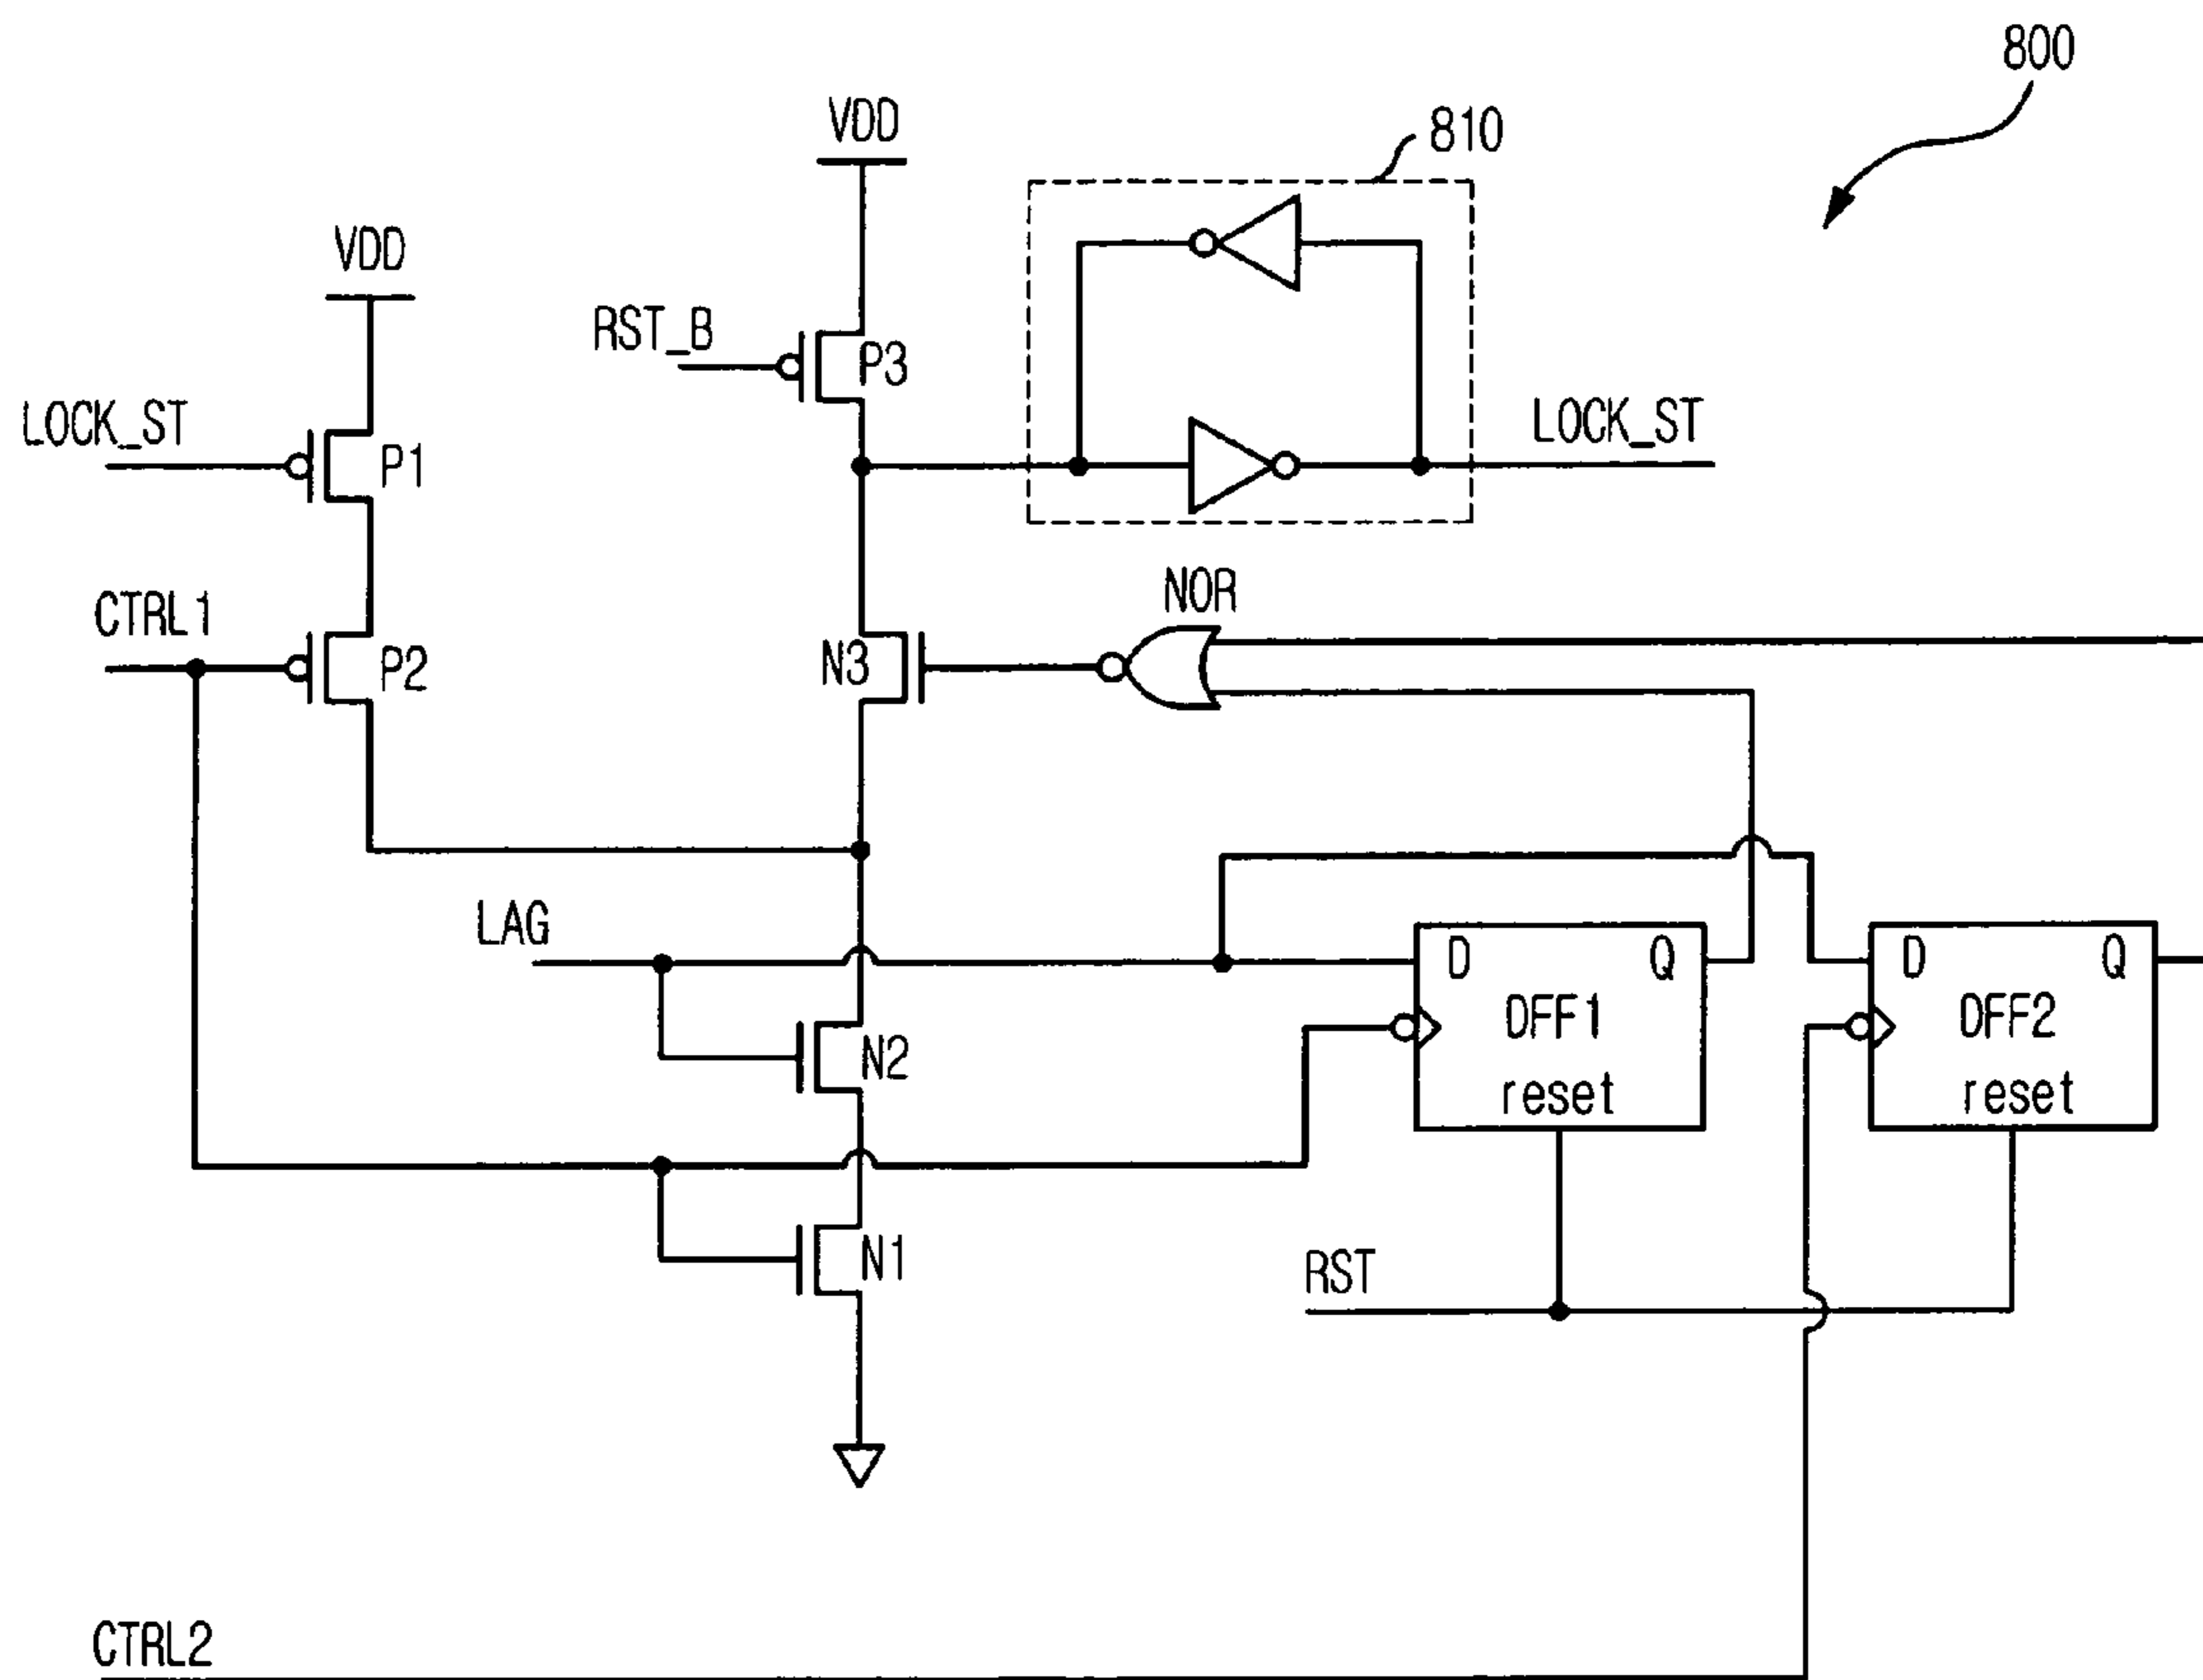 800
VDD
810
VDD
RST_B
P3
LOCK_ST
P1
LOCK_ST
NOR
CTRL1
P2
N3
LAG
D
Q
D
Q
DFF1
DFF2
N2
reset
reset
N1
RST
CTRL2